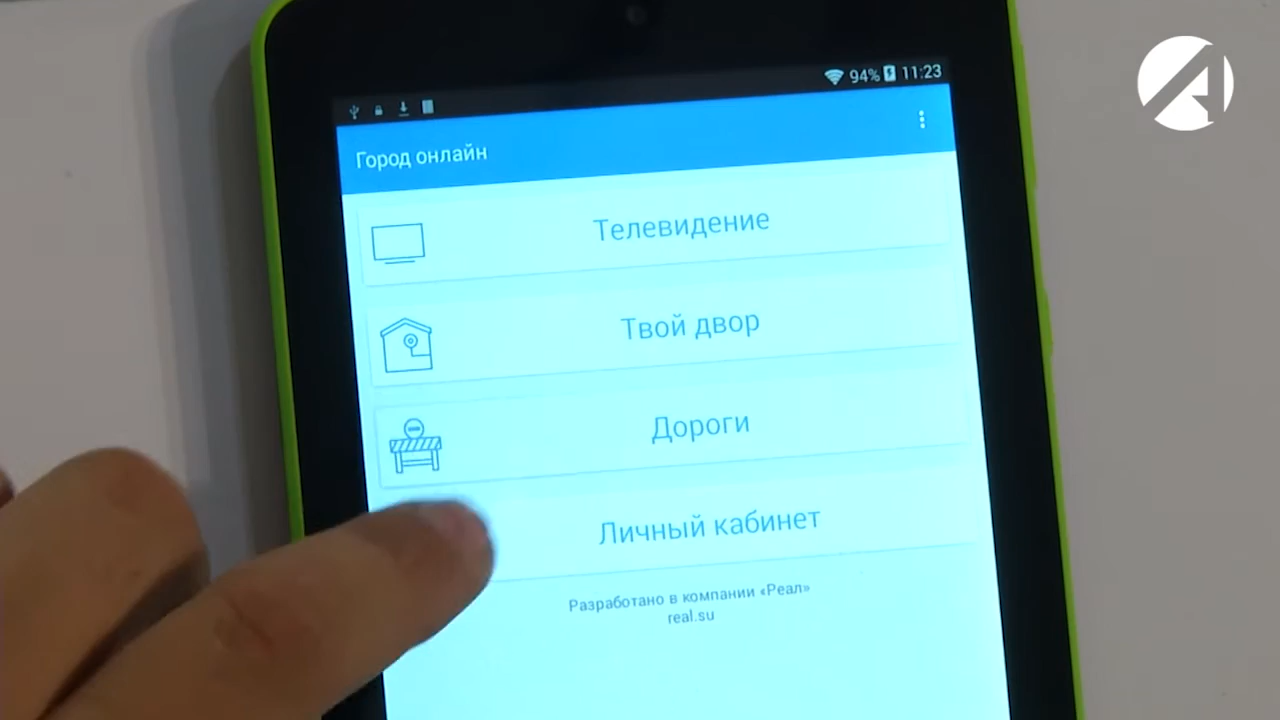 94% 11:23
Город онлайн
Телевидение
Твой двор
Дороги
Личный кабинет
Разработано в компании «Реал»
real.su